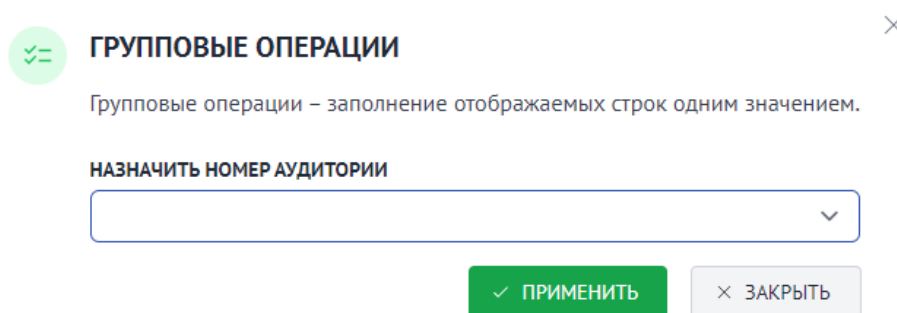 ГРУППОВЫЕ ОПЕРАЦИИ
Групповые операции – заполнение отображаемых строк одним значением.
НАЗНАЧИТЬ НОМЕР АУДИТОРИИ
ПРИМЕНИТЬ
ЗАКРЫТЬ